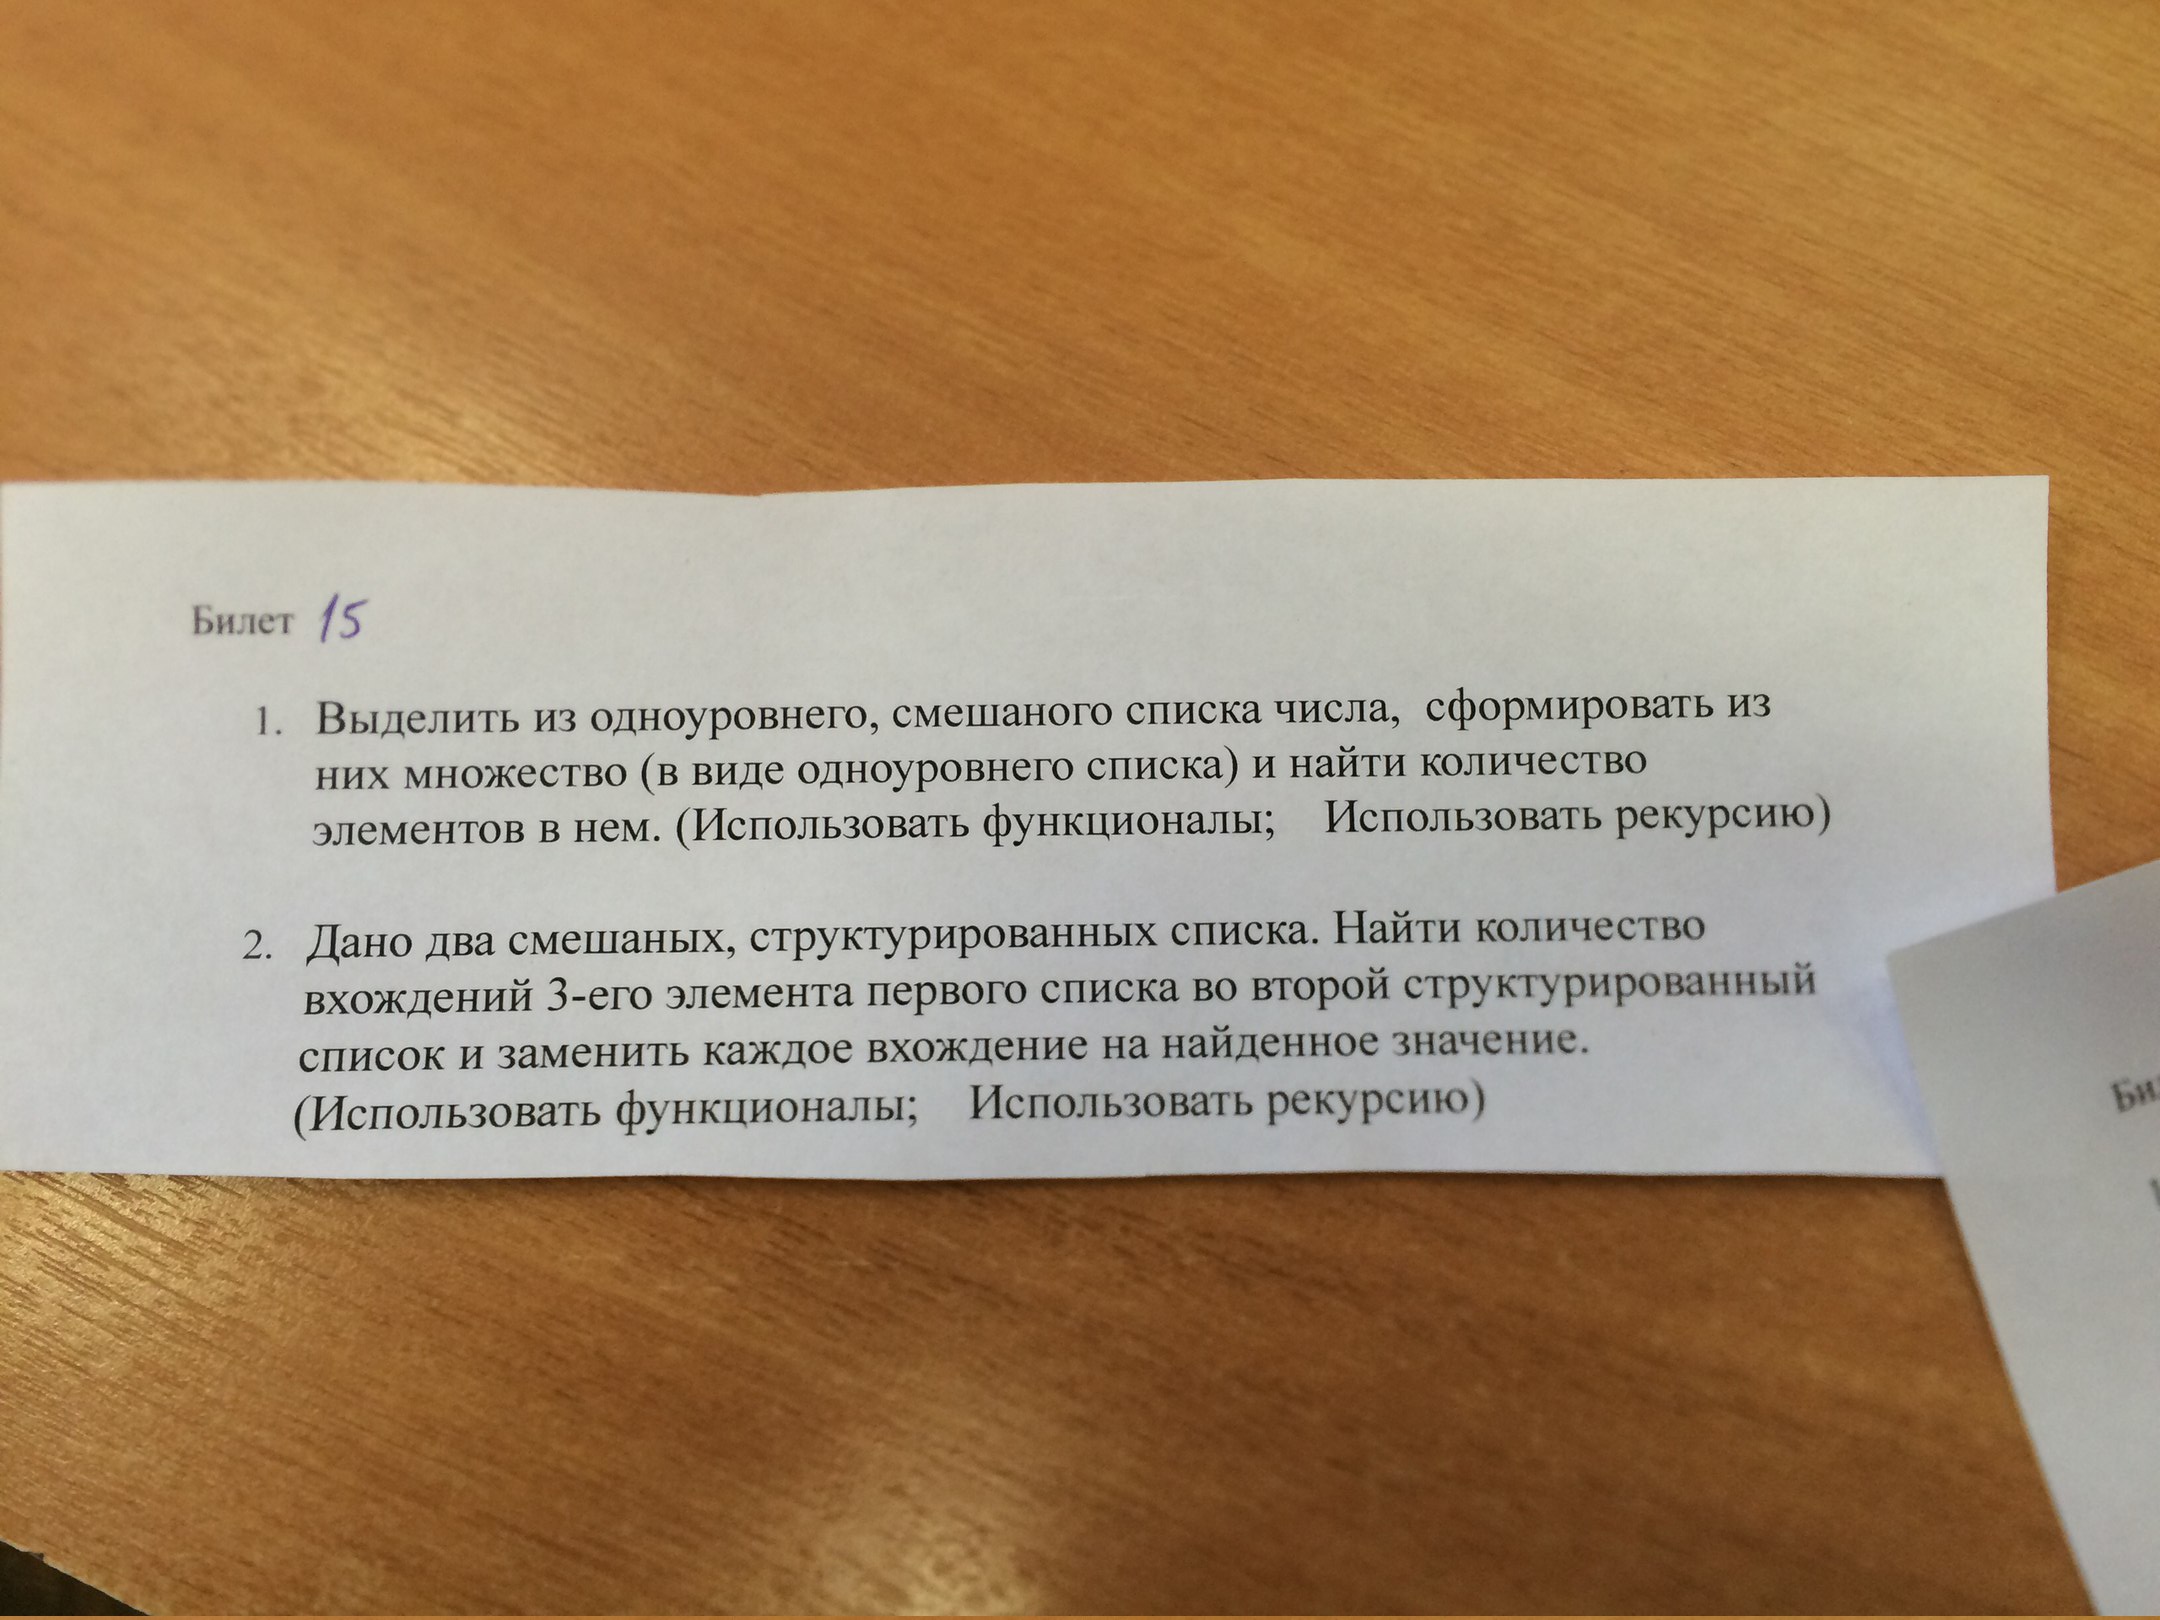 Билет 15
1. Выделить из одноуровнего, смешаного списка числа, сформировать из
них множество (в виде одноуровнего списка) и найти количество
элементов в нем. (Использовать функционалы; Использовать рекурсию)
2. Дано два смешаных, структурированных списка. Найти количество
вхождений 3-его элемента первого списка во второй структурированный
список и заменить каждое вхождение на найденное значение.
(Использовать функционалы; Использовать рекурсию)